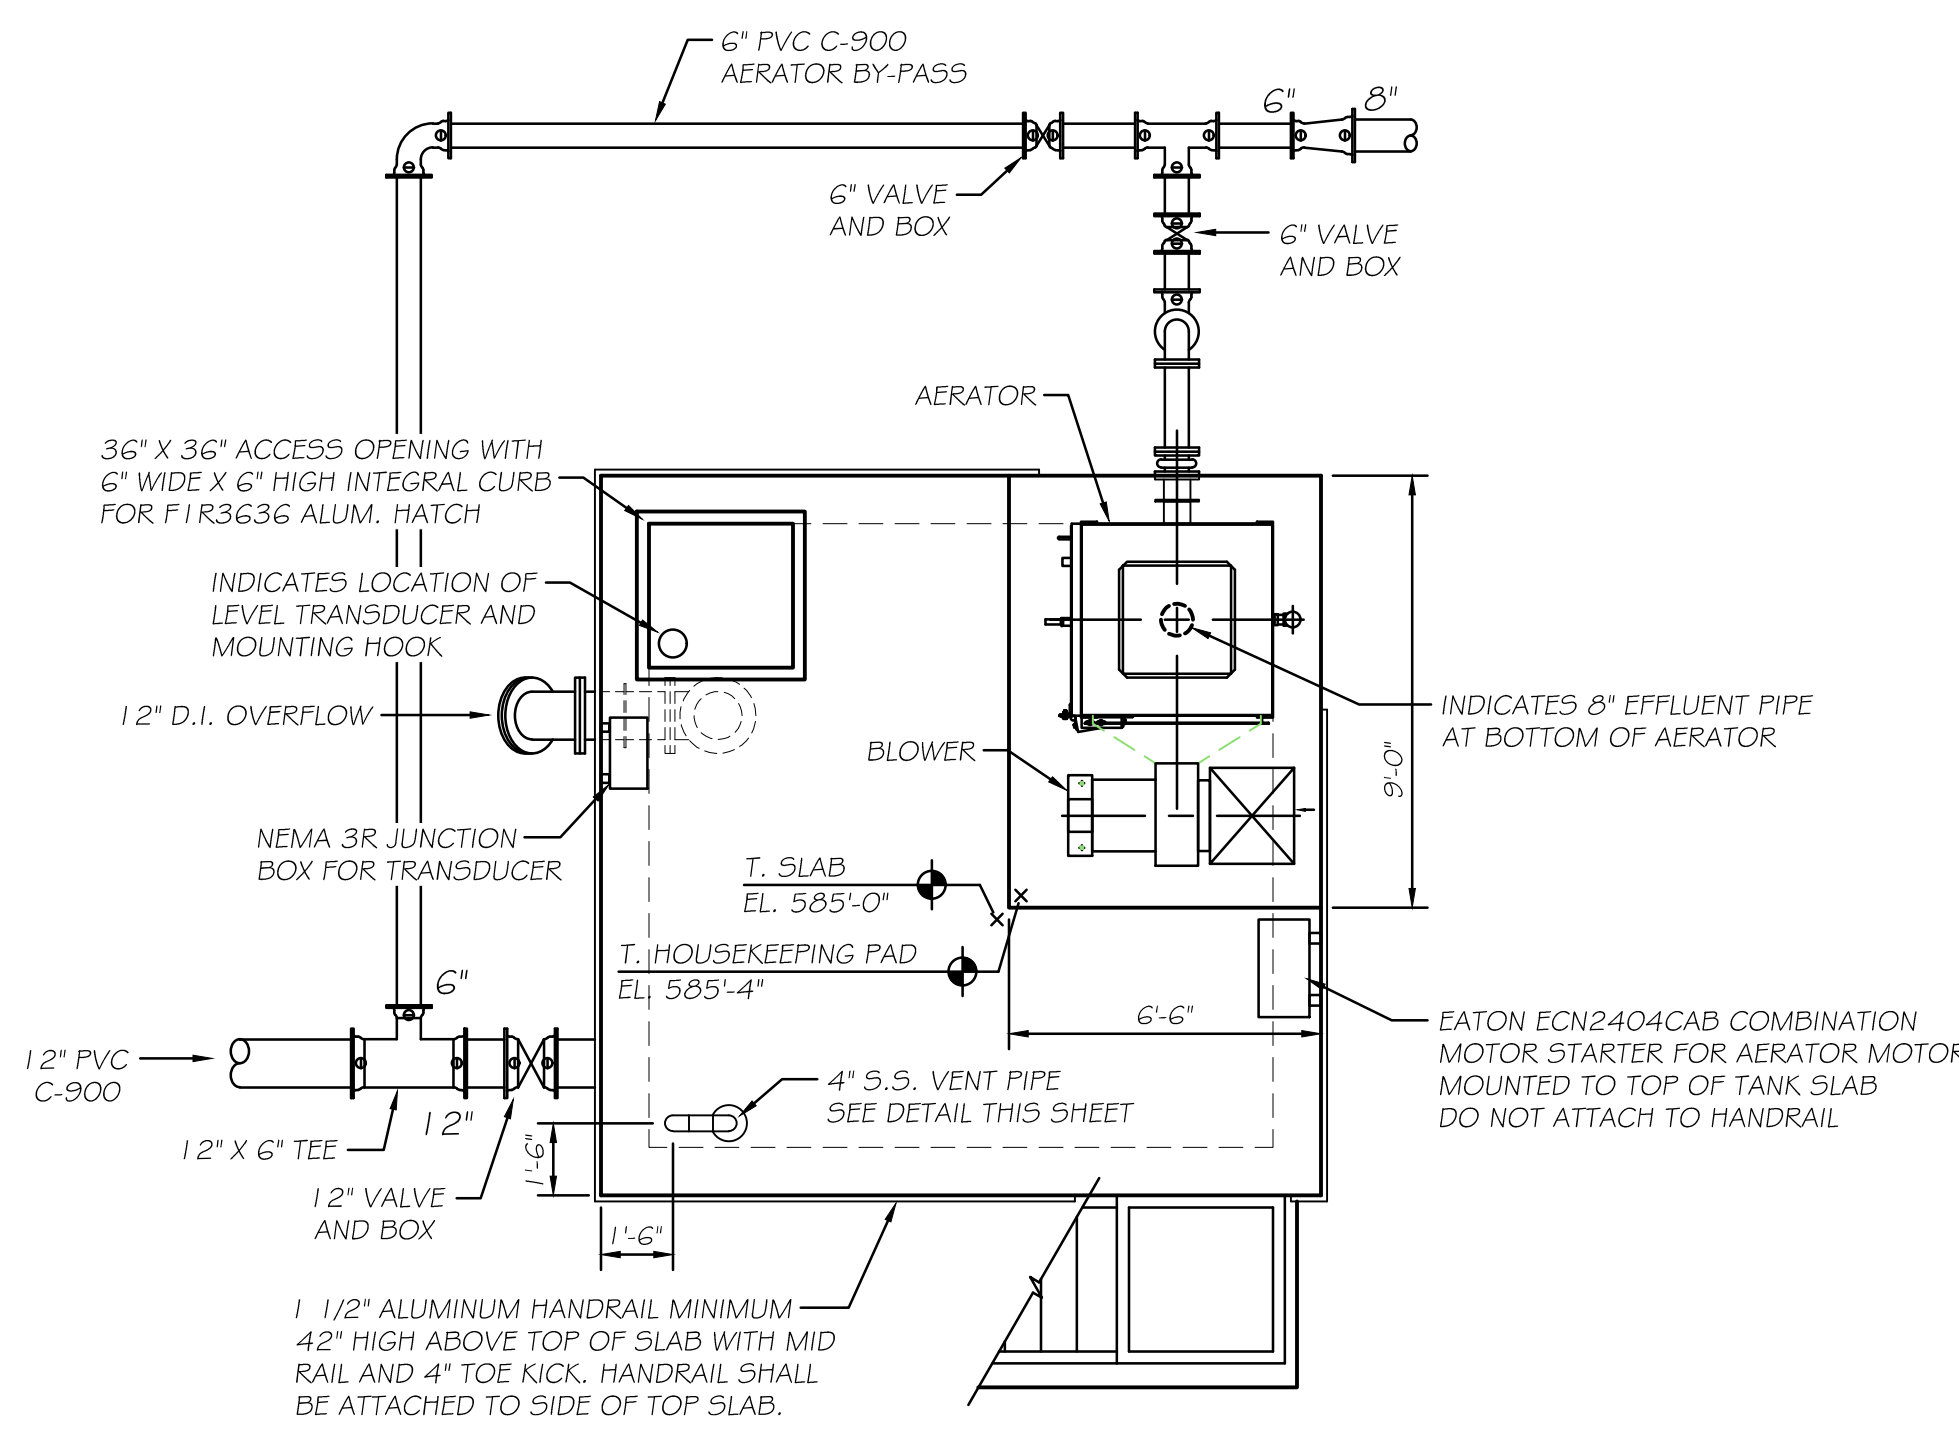 6" PVC C-900
AERATOR BY-PASS
6"
8"
6" VALVE
AND BOX
6" VALVE
AND BOX
AERATOR
36" X 36" ACCESS OPENING WITH
6" WIDE X 6" HIGH INTEGRAL CURB
FOR F1R3636 ALUM. HATCH
INDICATES LOCATION OF
LEVEL TRANSDUCER AND
MOUNTING HOOK
12" D.I. OVERFLOW
INDICATES 8" EFFLUENT PIPE
AT BOTTOM OF AERATOR
BLOWER
9'-0"
NEMA 3R JUNCTION
BOX FOR TRANSDUCER
T. SLAB
EL. 585'-0"
T. HOUSEKEEPING PAD
EL. 585'-4"
6"
6'-6"
EATON ECN2404CAB COMBINATION
MOTOR STARTER FOR AERATOR MOTOR
MOUNTED TO TOP OF TANK SLAB
DO NOT ATTACH TO HANDRAIL
12" PVC
C-900
4" S.S. VENT PIPE
SEE DETAIL THIS SHEET
12"
12" X 6" TEE
1'-6"
12" VALVE
AND BOX
1'-6"
1 1/2" ALUMINUM HANDRAIL MINIMUM
42" HIGH ABOVE TOP OF SLAB WITH MID
RAIL AND 4" TOE KICK. HANDRAIL SHALL
BE ATTACHED TO SIDE OF TOP SLAB.